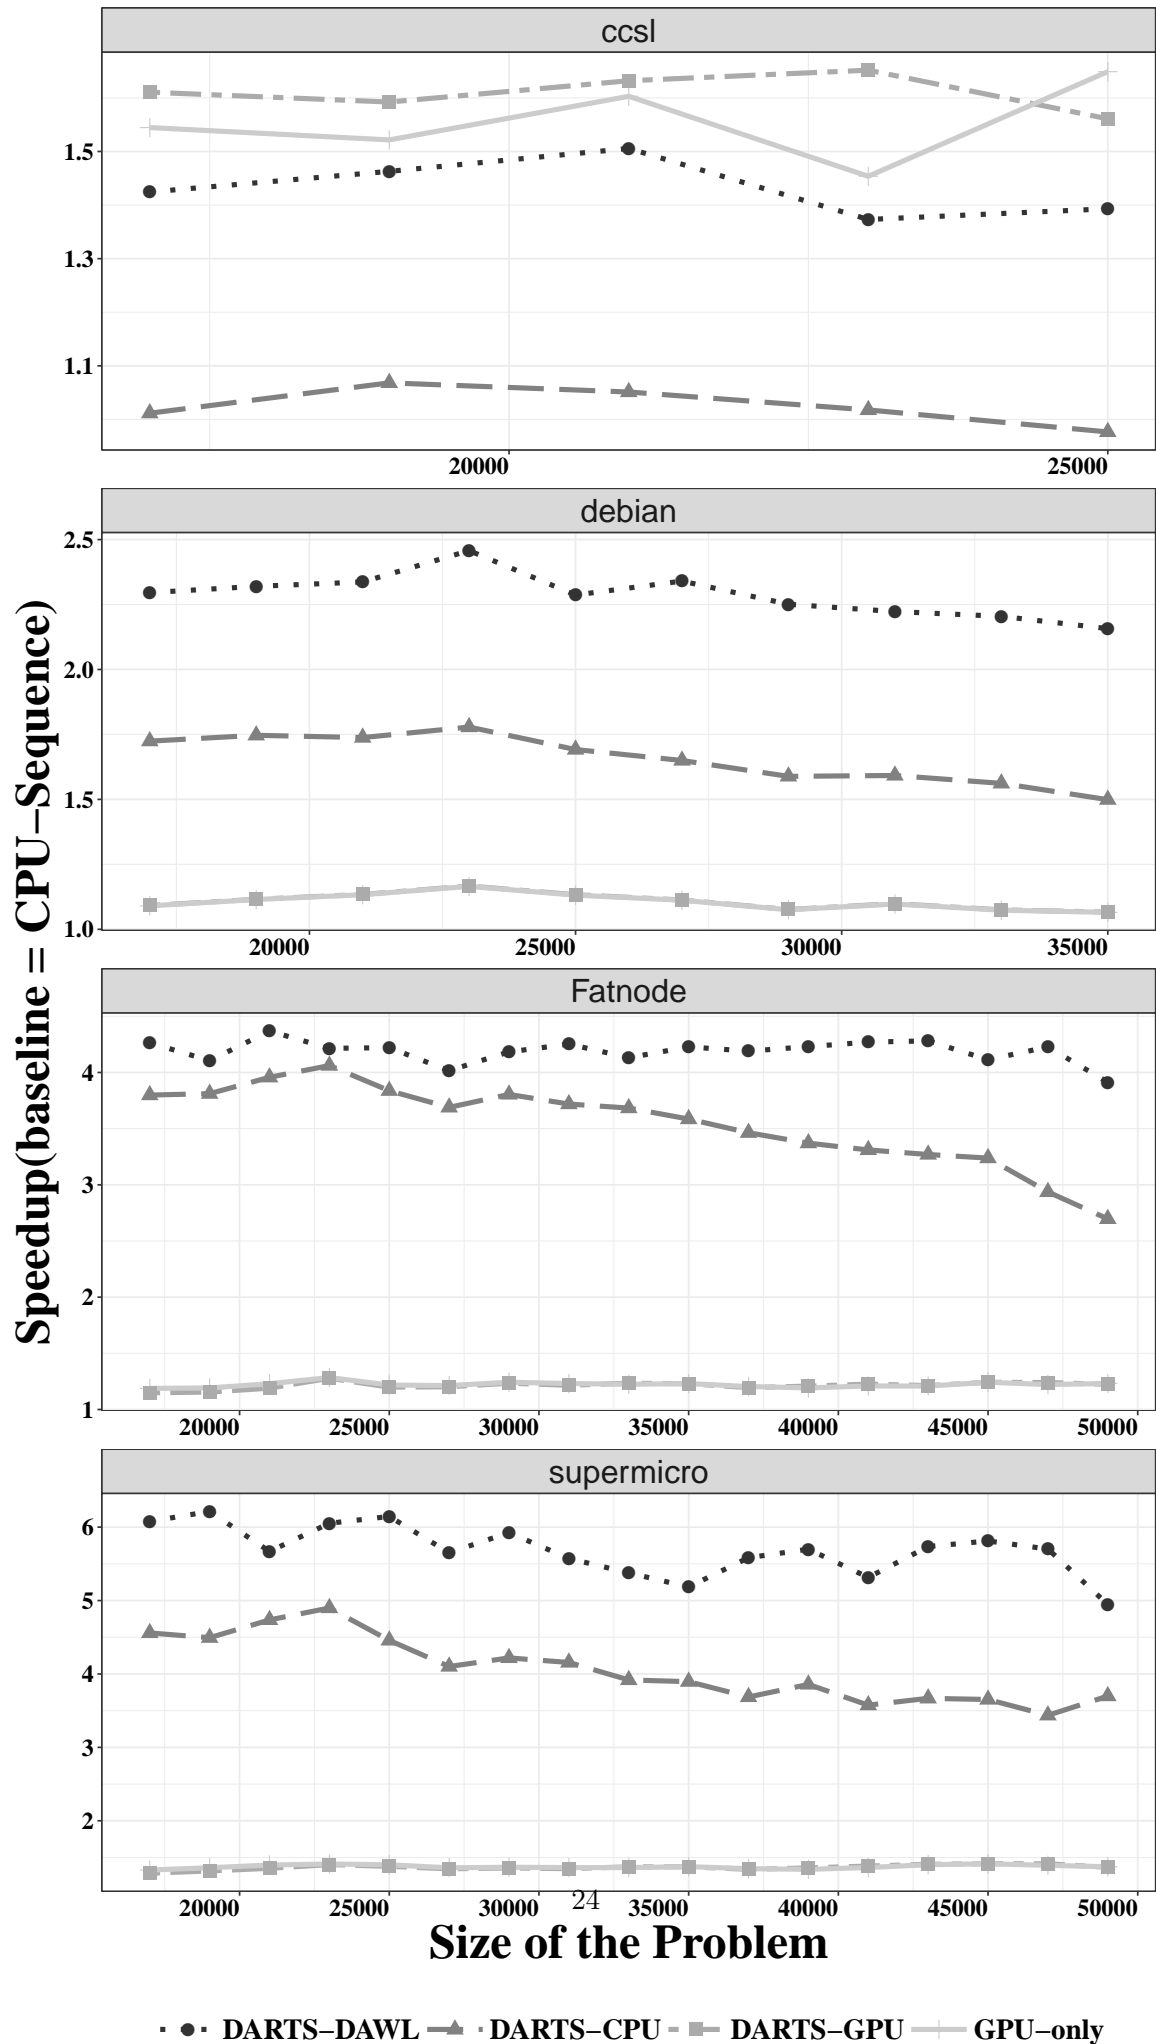 ccsl
1.5
1.3
1.1
20000 25000
debian
2.5
2.0
1.5
1.0
20000 25000 30000 35000
Speedup(baseline = CPU−Sequence)
Fatnode
4
3
2
1
20000 25000 30000 35000 40000 45000 50000
supermicro
6
5
4
3
2
20000 25000 30000 35000 40000 45000 50000
24
Size of the Problem
DARTS−DAWL DARTS−CPU DARTS−GPU GPU−only